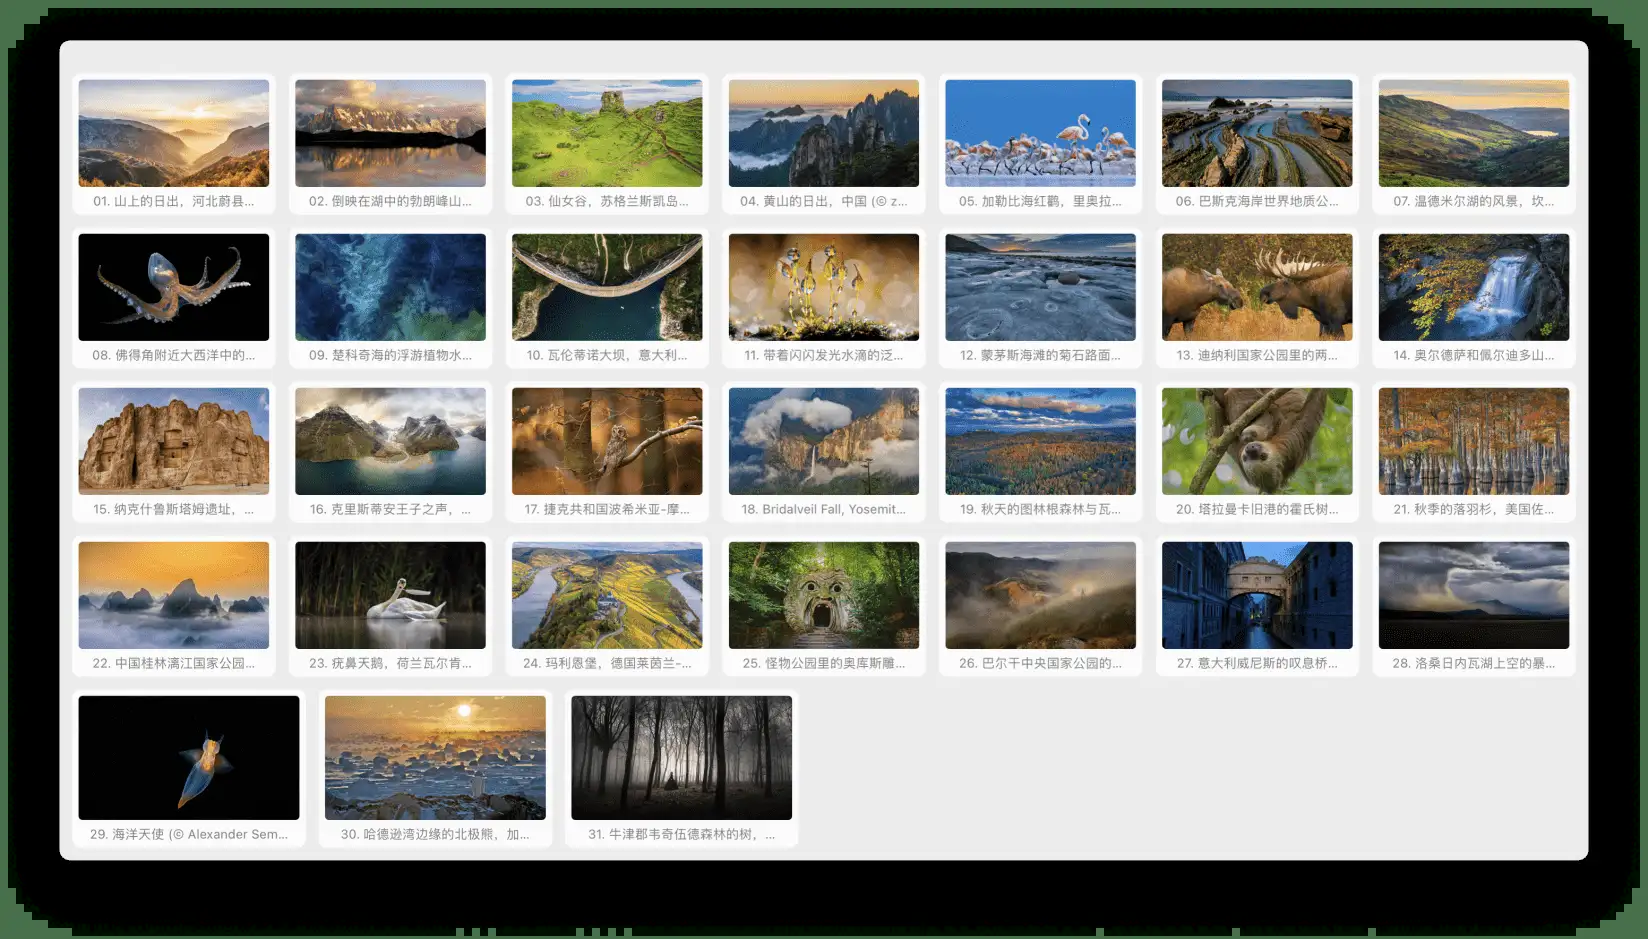 01. 山上的日出，河北蔚县...
02. 倒映在湖中的勃朗峰山...
03. 仙女谷，苏格兰斯凯岛...
04. 黄山的日出，中国 (© z...
05. 加勒比海红鹳，里奥拉...
06. 巴斯克海岸世界地质公...
07. 温德米尔湖的风景，坎...
08. 佛得角附近大西洋中的...
09. 楚科奇海的浮游植物水...
10. 瓦伦蒂诺大坝，意大利...
11. 带着闪闪发光水滴的泛...
12. 蒙茅斯海滩的菊石路面...
13. 迪纳利国家公园里的两...
14. 奥尔德萨和佩尔迪多山...
15. 纳克什鲁斯塔姆遗址，...
16. 克里斯蒂安王子之声，...
17. 捷克共和国波希米亚-摩...
18. Bridalveil Fall, Yosemit...
19. 秋天的图林根森林与瓦...
20. 塔拉曼卡旧港的霍氏树...
21. 秋季的落羽杉，美国佐...
22. 中国桂林漓江国家公园...
23. 疣鼻天鹅，荷兰瓦尔肯...
24. 玛利恩堡，德国莱茵兰-...
25. 怪物公园里的奥库斯雕...
26. 巴尔干中央国家公园的...
27. 意大利威尼斯的叹息桥...
28. 洛桑日内瓦湖上空的暴...
29. 海洋天使 (© Alexander Sem...
30. 哈德逊湾边缘的北极熊，加...
31. 牛津郡韦奇伍德森林的树，...